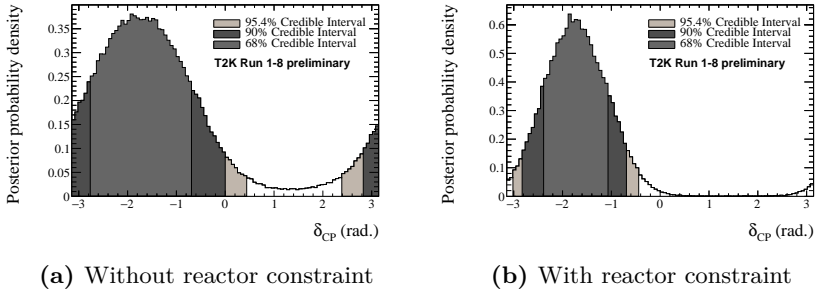 Posterior probability density
0.35
0.3
0.25
0.2
0.15
0.1
0.05
0
95.4% Credible Interval
90% Credible Interval
68% Credible Interval
T2K Run 1-8 preliminary
−3 −2 −1 0 1 2 3
δCP (rad.)
(a) Without reactor constraint
Posterior probability density
0.6
0.5
0.4
0.3
0.2
0.1
0
95.4% Credible Interval
90% Credible Interval
68% Credible Interval
T2K Run 1-8 preliminary
−3 −2 −1 0 1 2 3
δCP (rad.)
(b) With reactor constraint